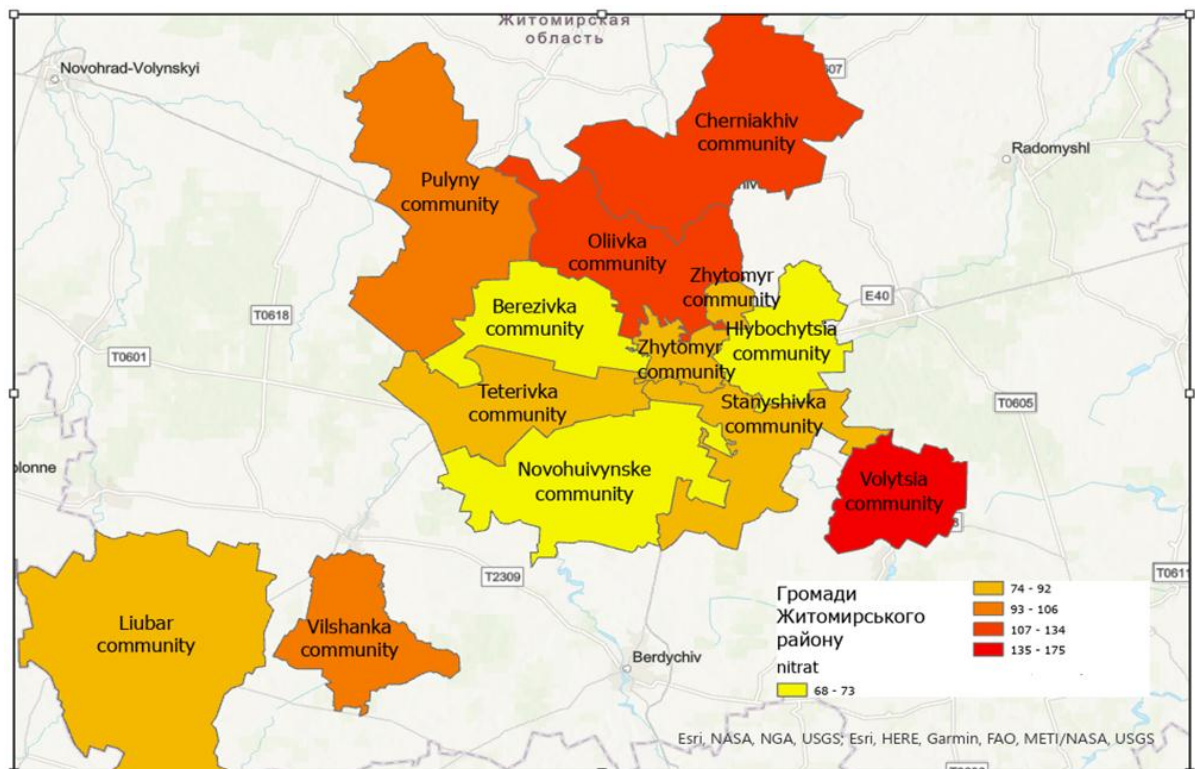 Житомирская
область
Novohrad-Volynskyi
Cherniakhiv
community
Radomyshl
Pulyny
community
Oliivka
community
Zhytomyr
community
E40
Berezivka
community
T0618
Hlybochytsia
community
Zhytomyr
community
T0601
Teterivka
community
Stanyshivka
community
T0605
Novohuivynske
community
Volytsia
community
T2309
T0611
Liubar
community
Vilshanka
community
Berdychiv
Громади
Житомирського
району
nitrat
68 - 73
74 - 92
93 - 106
107 - 134
135 - 175
Esri, NASA, NGA, USGS; Esri, HERE, Garmin, FAO, METI/NASA, USGS